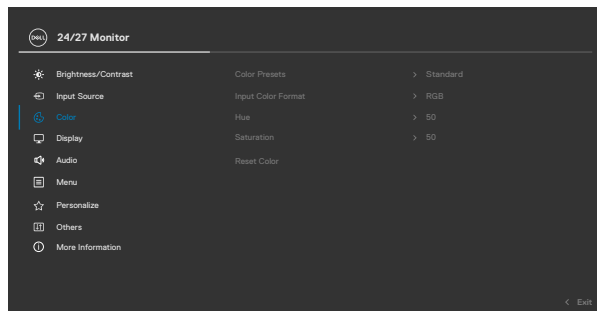 DELL 24/27 Monitor
Brightness/Contrast Color Presets > Standard
Input Source Input Color Format > RGB
Color Hue > 50
Display Saturation > 50
Audio Reset Color
Menu
Personalize
Others
More Information
< Exit